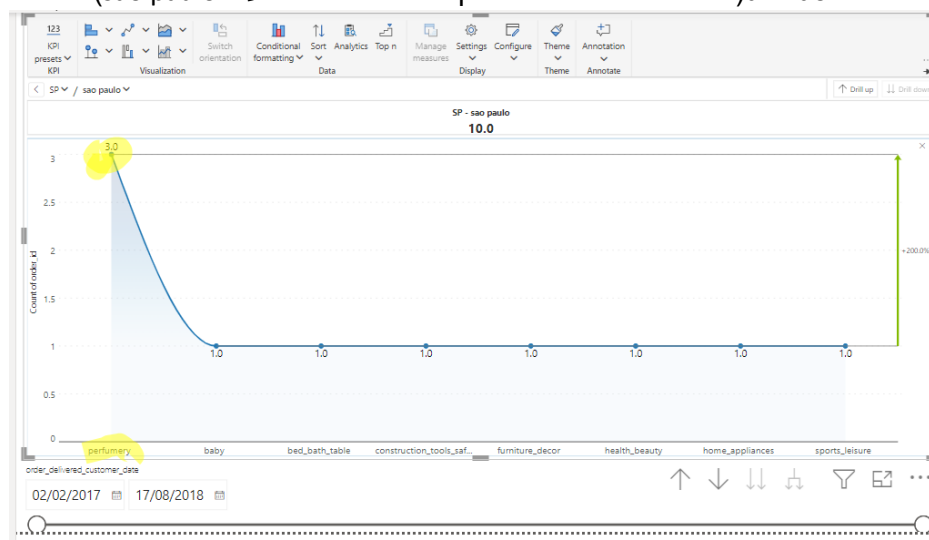 123
KPI
presets
KPI
Visualization
Switch
orientation
Conditional
formatting
Sort
Analytics
Top n
Data
Manage
measures
Settings
Configure
Display
Theme
Theme
Annotation
Annotate
SP / sao paulo
Drill up
Drill down
SP - sao paulo
10.0
3.0
3
2.5
2
1.5
1
0.5
0
Count of order_id
+200.0%
1.0 1.0 1.0 1.0 1.0 1.0 1.0
perfumery baby bed_bath_table construction_tools_saf... furniture_decor health_beauty home_appliances sports_leisure
order_delivered_customer_date
02/02/2017 17/08/2018